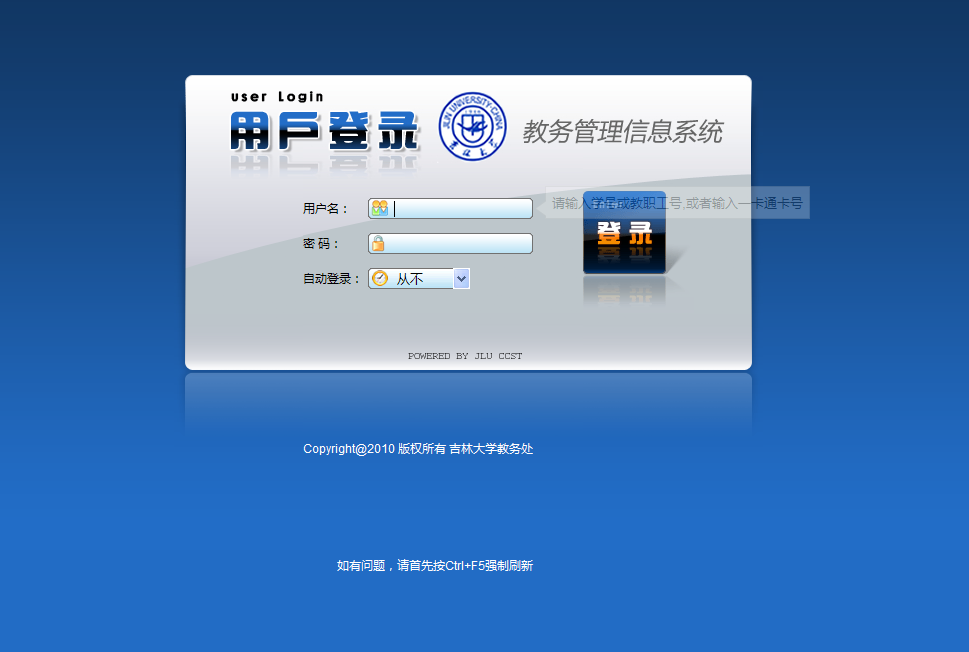 user Login
用户登录
JILIN UNIVERSITY·CHINA
教务管理信息系统
用户名：
请输入学号或教职工号,或者输入一卡通卡号
密 码：
登录
自动登录：
从不
POWERED BY JLU CCST
Copyright@2010 版权所有 吉林大学教务处
如有问题，请首先按Ctrl+F5强制刷新